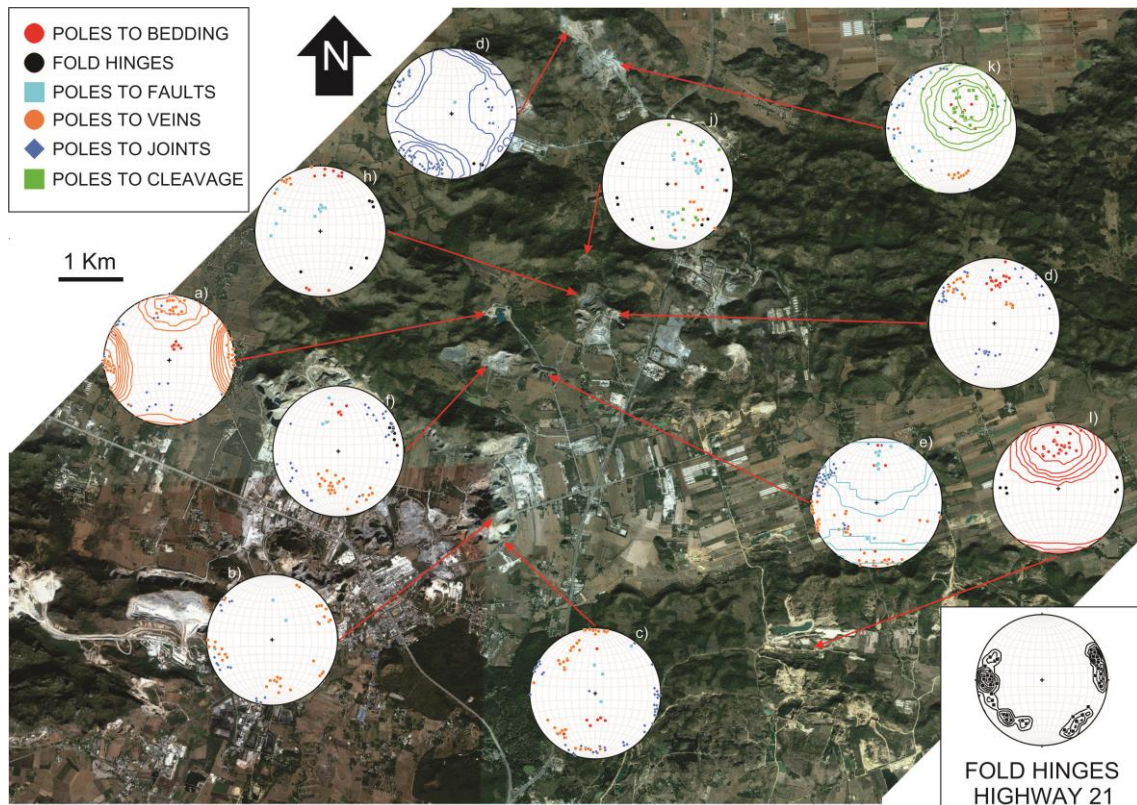 POLES TO BEDDING
FOLD HINGES
POLES TO FAULTS
POLES TO VEINS
POLES TO JOINTS
POLES TO CLEAVAGE
N
d)
k)
j)
h)
1 Km
a)
d)
f)
e)
l)
b)
c)
FOLD HINGES
HIGHWAY 21